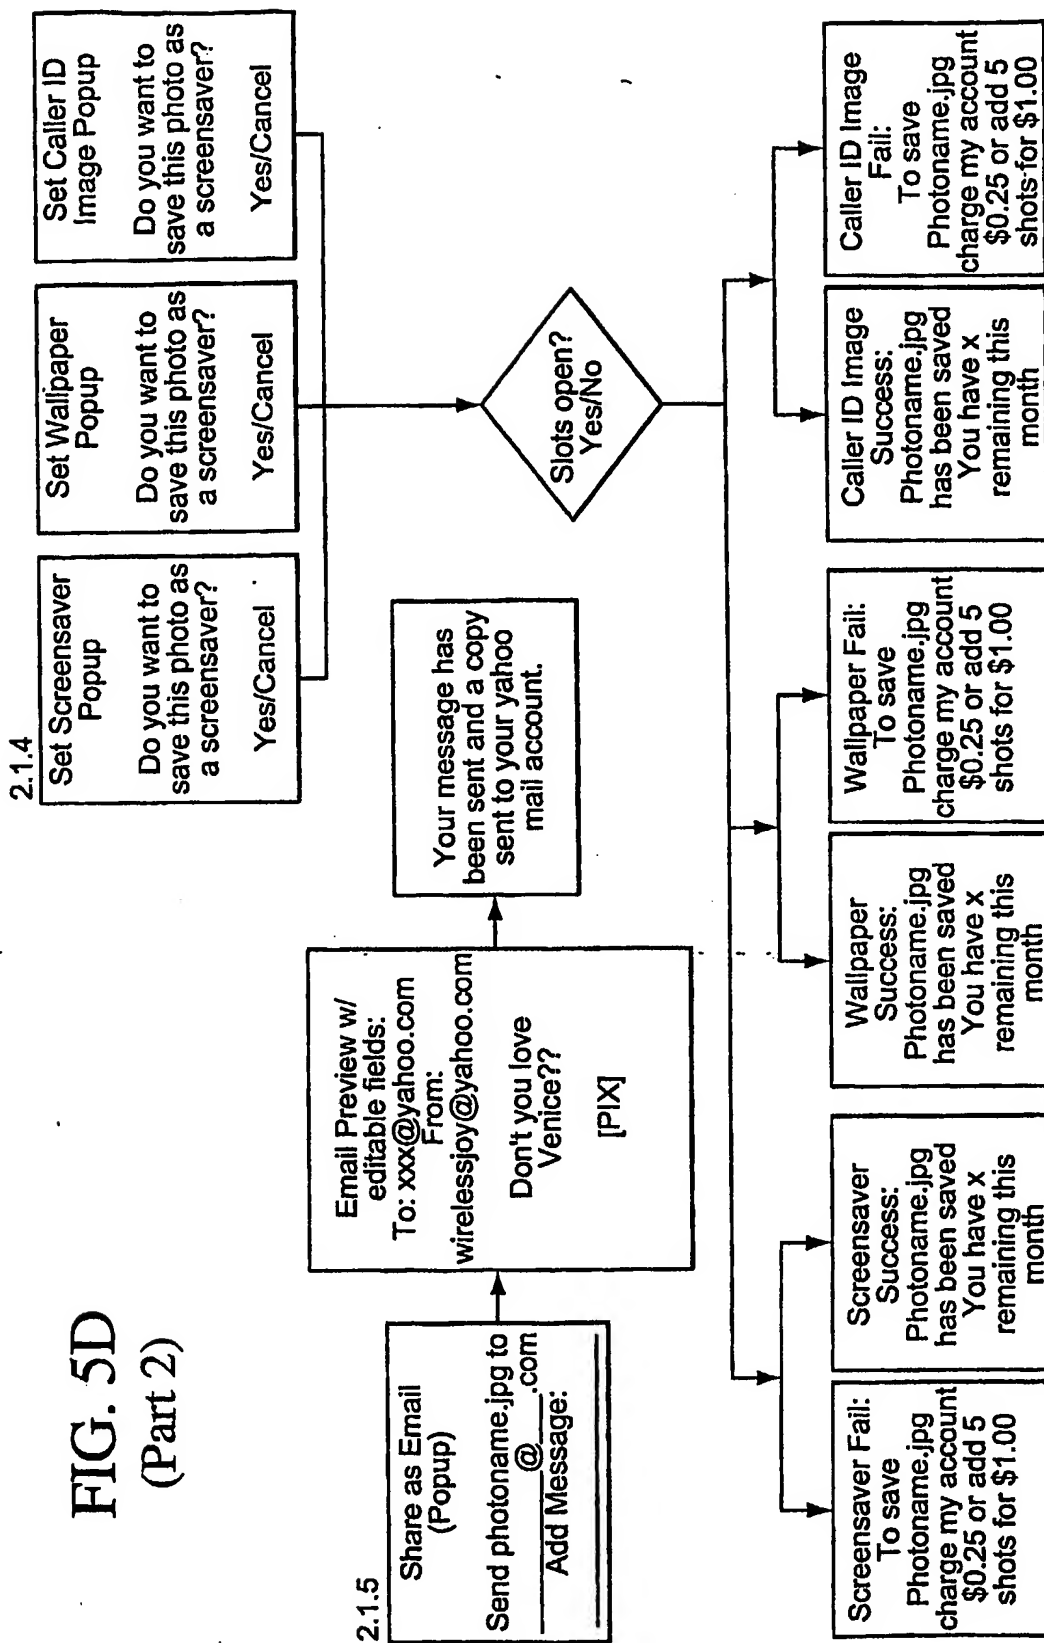 FIG. 5D
(Part 2)
2.1.4
Set Screensaver
Popup
Do you want to
save this photo as
a screensaver?
Yes/Cancel
Set Wallpaper
Popup
Do you want to
save this photo as
a screensaver?
Yes/Cancel
Set Caller ID
Image Popup
Do you want to
save this photo as
a screensaver?
Yes/Cancel
2.1.5
Share as Email
(Popup)
Send photoname.jpg to
____@____.com
Add Message:
Email Preview w/
editable fields:
To: xxx@yahoo.com
From:
wirelessjoy@yahoo.com
Don't you love
Venice??
[PIX]
Your message has
been sent and a copy
sent to your yahoo
mail account.
Slots open?
Yes/No
Screensaver Fail:
To save
Photoname.jpg
charge my account
$0.25 or add 5
shots for $1.00
Screensaver
Success:
Photoname.jpg
has been saved
You have x
remaining this
month
Wallpaper
Success:
Photoname.jpg
has been saved
You have x
remaining this
month
Wallpaper Fail:
To save
Photoname.jpg
charge my account
$0.25 or add 5
shots for $1.00
Caller ID Image
Success:
Photoname.jpg
has been saved
You have x
remaining this
month
Caller ID Image
Fail:
To save
Photoname.jpg
charge my account
$0.25 or add 5
shots for $1.00